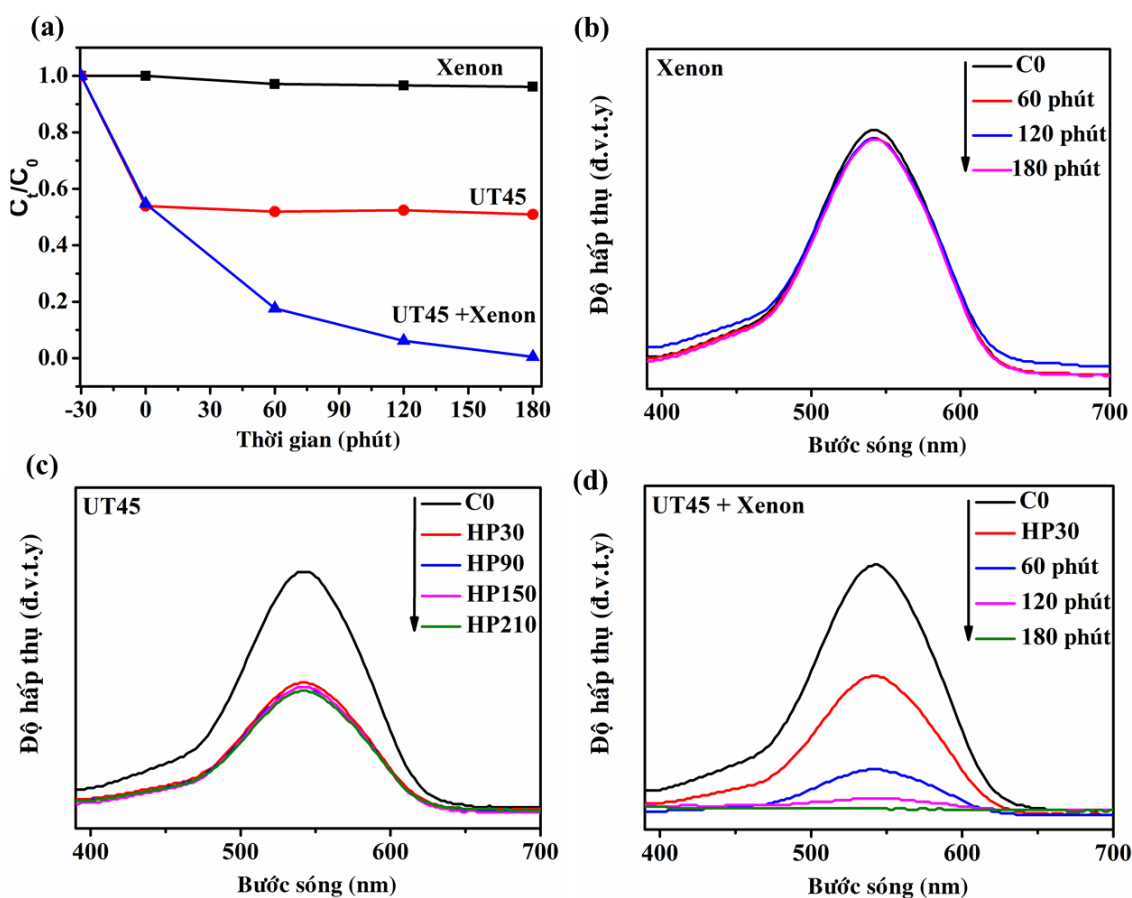 (a)
C_t/C_0
1.0
0.8
0.6
0.4
0.2
0.0
Xenon
UT45
UT45 +Xenon
-30 0 30 60 90 120 150 180
Thời gian (phút)
(b)
Xenon
C0
60 phút
120 phút
180 phút
Độ hấp thụ (đ.v.t.y)
400 500 600 700
Bước sóng (nm)
(c)
UT45
C0
HP30
HP90
HP150
HP210
Độ hấp thụ (đ.v.t.y)
400 500 600 700
Bước sóng (nm)
(d)
UT45 + Xenon
C0
HP30
60 phút
120 phút
180 phút
Độ hấp thụ (đ.v.t.y)
400 500 600 700
Bước sóng (nm)